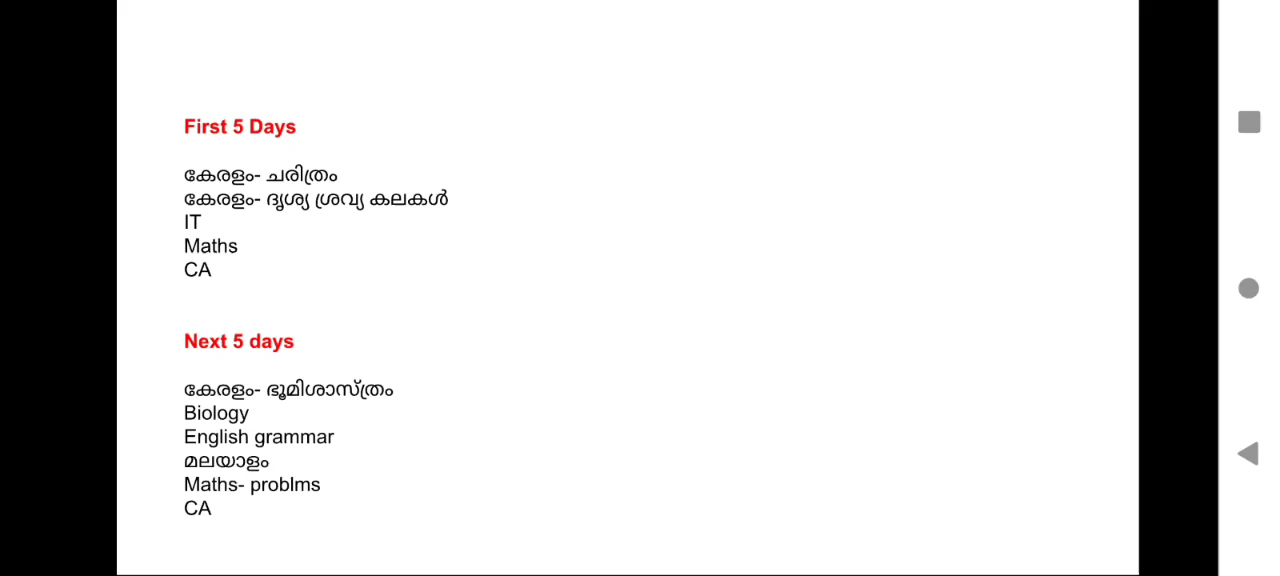 First 5 Days
കേരളം- ചരിത്രം
കേരളം- ദൃശ്യ ശ്രവ്യ കലകൾ
IT
Maths
CA
Next 5 days
കേരളം- ഭൂമിശാസ്ത്രം
Biology
English grammar
മലയാളം
Maths- problms
CA